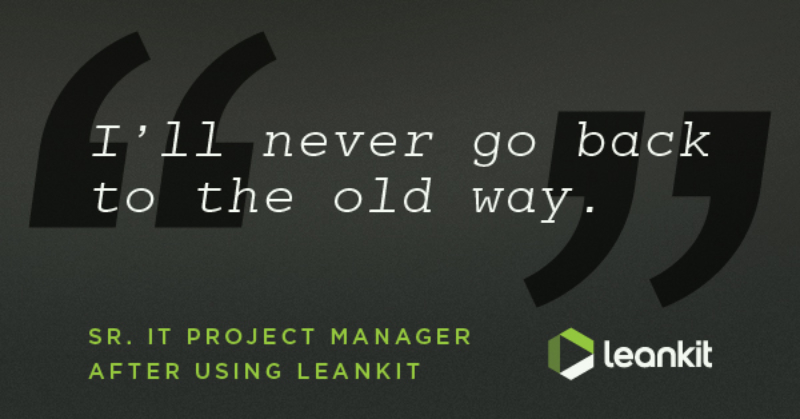 I'll never go back
to the old way.
SR. IT PROJECT MANAGER
AFTER USING LEANKIT
leankit